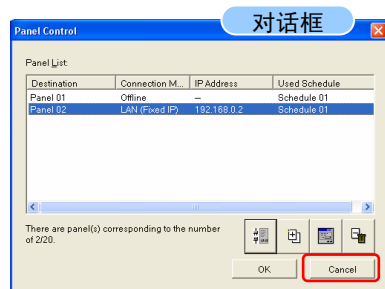 对话框
Panel Control
Panel List:
Destination Connection M... IP Address Used Schedule
Panel 01 Offline – Schedule 01
Panel 02 LAN (Fixed IP) 192.168.0.2 Schedule 01
There are panel(s) corresponding to the number
of 2/20.
OK Cancel